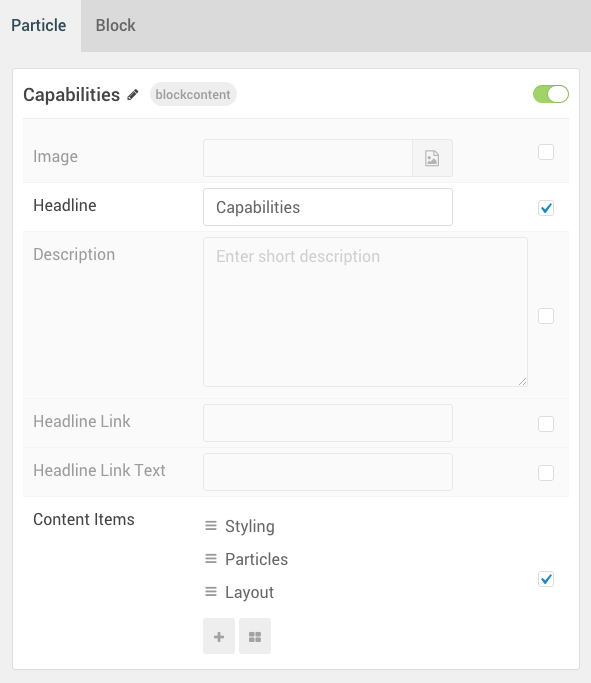 Particle Block
Capabilities blockcontent
Image
Headline Capabilities
Description Enter short description
Headline Link
Headline Link Text
Content Items Styling
Particles
Layout